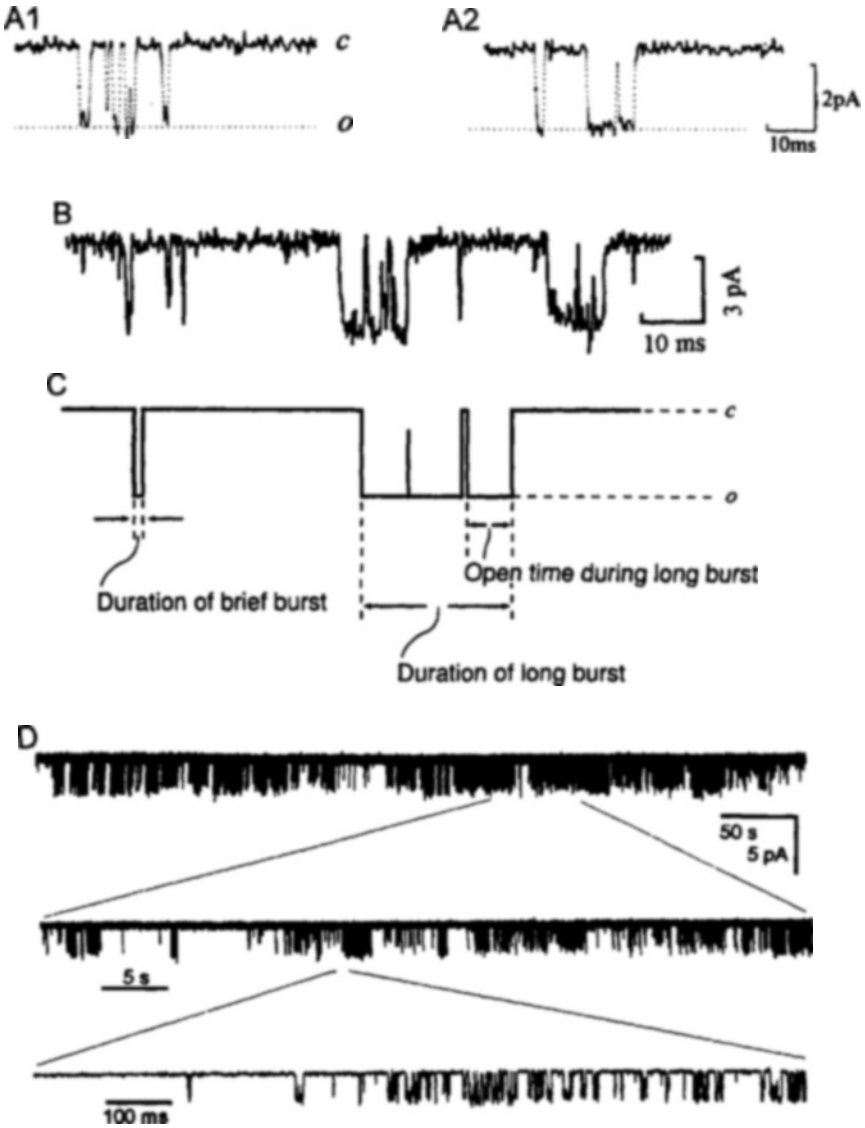 A1
A2
c
o
2pA
10ms
B
3 pA
10 ms
C
c
o
Open time during long burst
Duration of brief burst
Duration of long burst
D
50 s
5 pA
5 s
100 ms